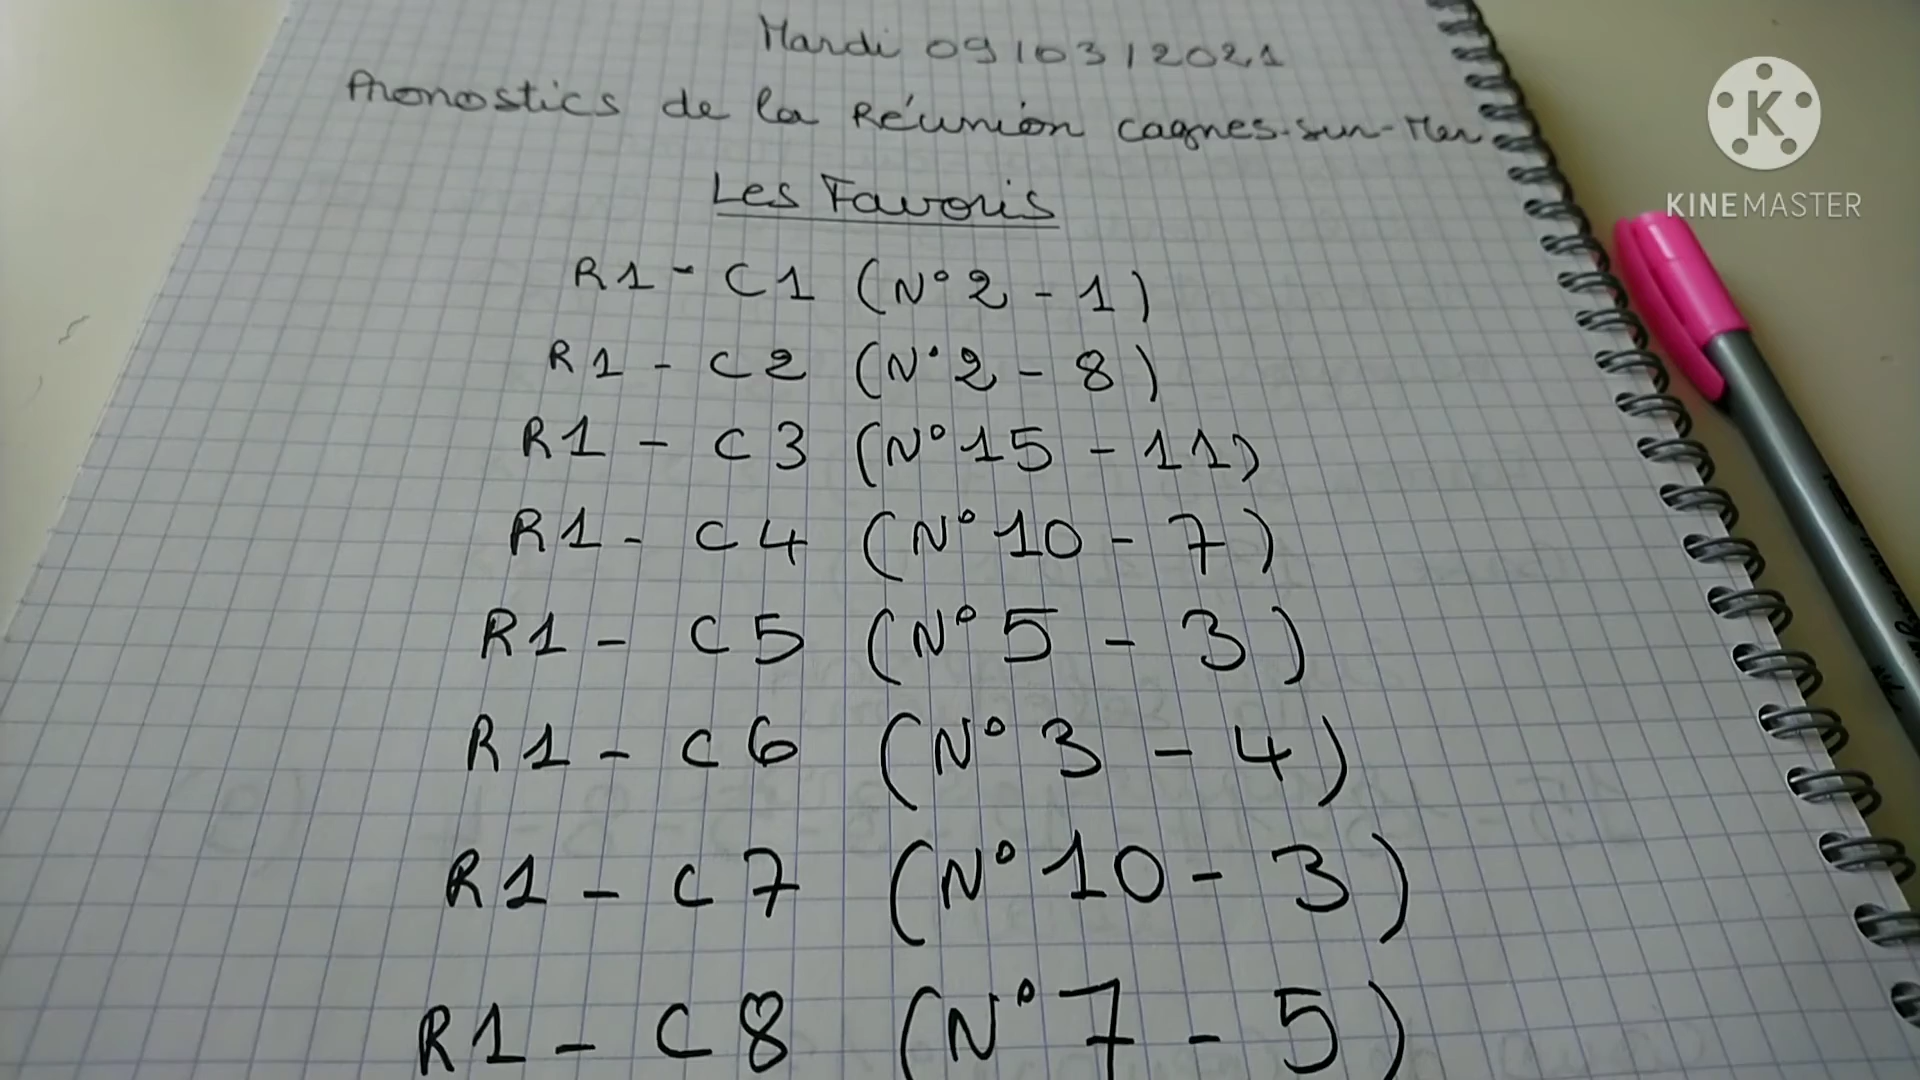 Mardi 09/03/2021
Pronostics de la Réunion Cagnes-sur-Mer
Les Favoris
R1 - C1 (N°2 - 1)
R1 - C2 (N°2 - 8)
R1 - C3 (N°15 - 11)
R1 - C4 (N°10 - 7)
R1 - C5 (N°5 - 3)
R1 - C6 (N°3 - 4)
R1 - C7 (N°10 - 3)
R1 - C8 (N°7 - 5)
K
KINEMASTER